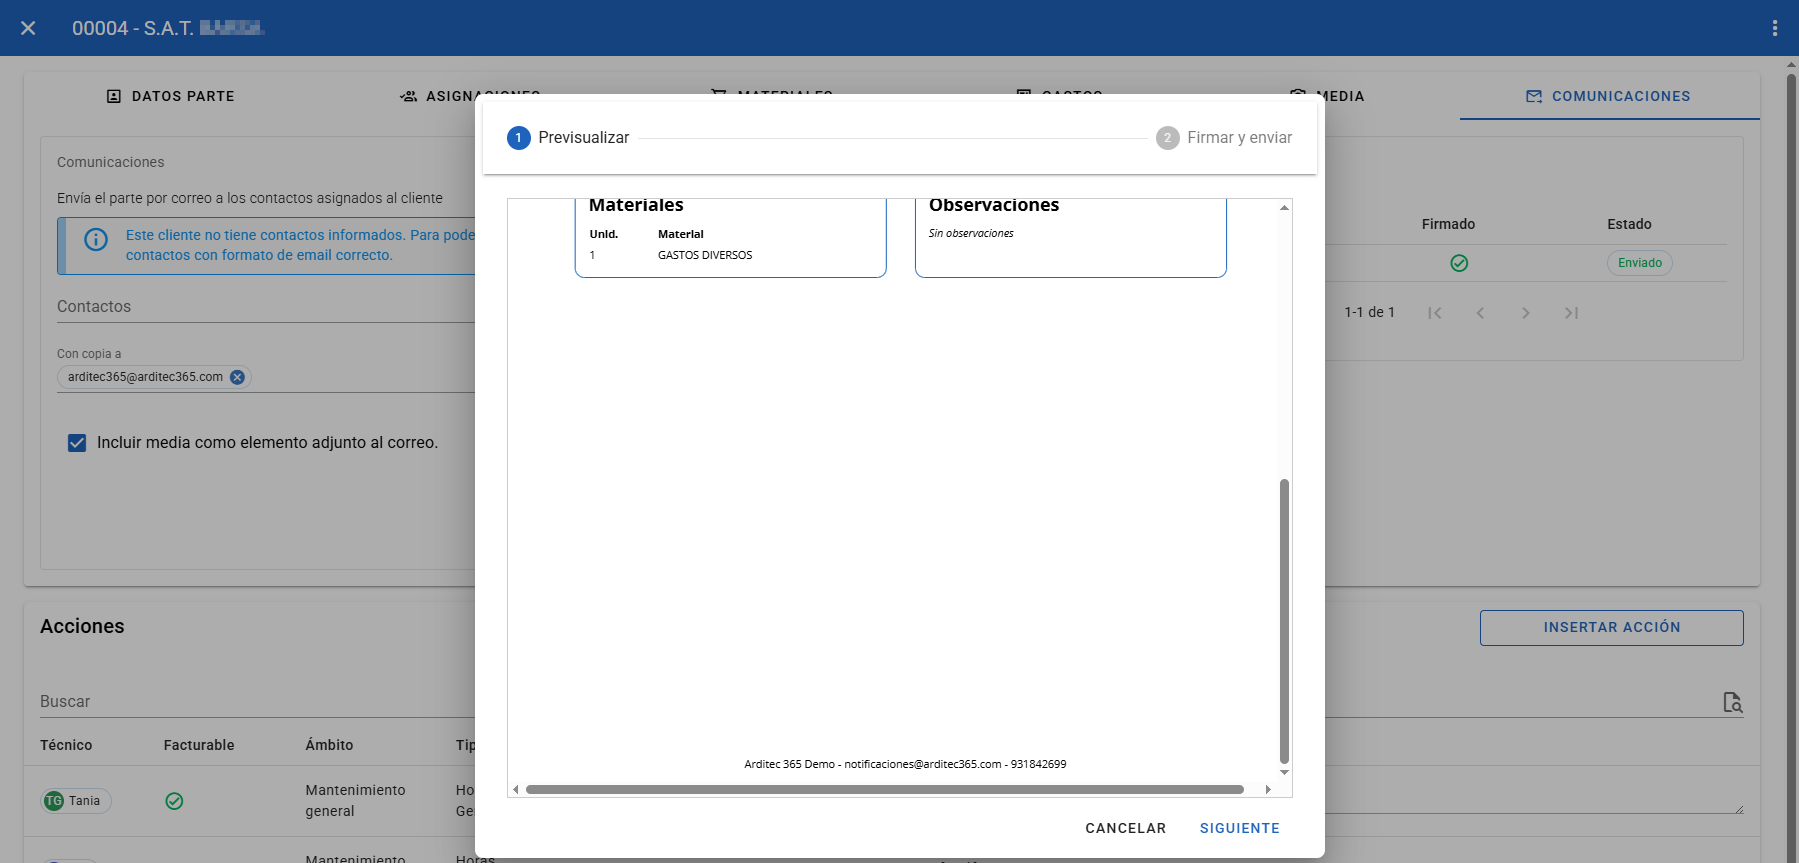 00004 - S.A.T.
DATOS PARTE
ASIGNACIONES
MATERIALES
GASTOS
MEDIA
COMUNICACIONES
1 Previsualizar
2 Firmar y enviar
Comunicaciones
Envía el parte por correo a los contactos asignados al cliente
Este cliente no tiene contactos informados. Para pode
contactos con formato de email correcto.
Contactos
Con copia a
arditec365@arditec365.com
Incluir media como elemento adjunto al correo.
Materiales
Unid. Material
1 GASTOS DIVERSOS
Observaciones
Sin observaciones
Arditec 365 Demo - notificaciones@arditec365.com - 931842699
CANCELAR
SIGUIENTE
Firmado Estado
Enviado
1-1 de 1
Acciones
INSERTAR ACCIÓN
Buscar
Técnico Facturable Ámbito Tip
TG Tania Mantenimiento Ho
general Ge
Mantenimiento Horas